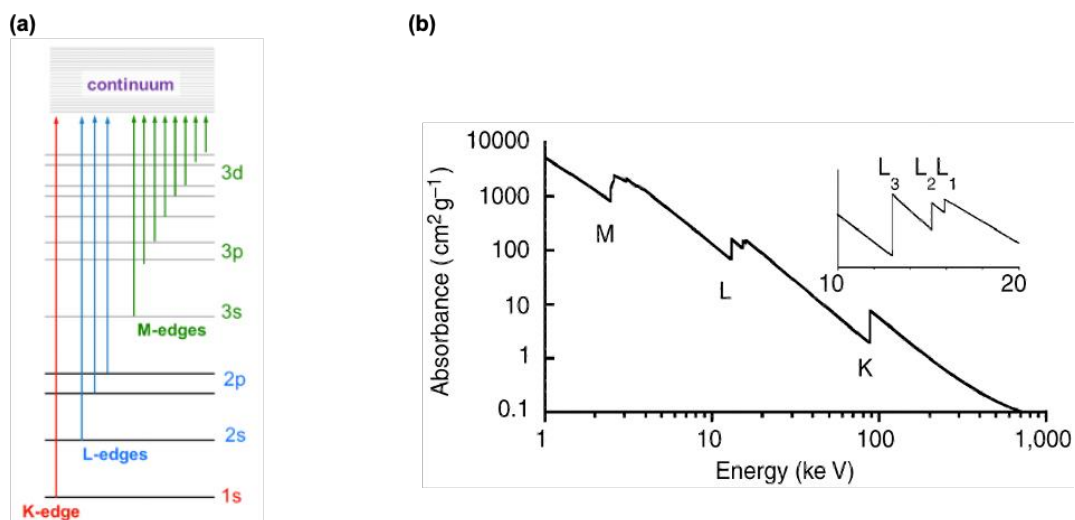 (a)
continuum
3d
3p
3s
M-edges
2p
2s
L-edges
1s
K-edge
(b)
Absorbance ( cm² g⁻¹)
10000
1000
100
10
1
0.1
M
L
K
L₃ L₂ L₁
10 20
1 10 100 1,000
Energy (ke V)